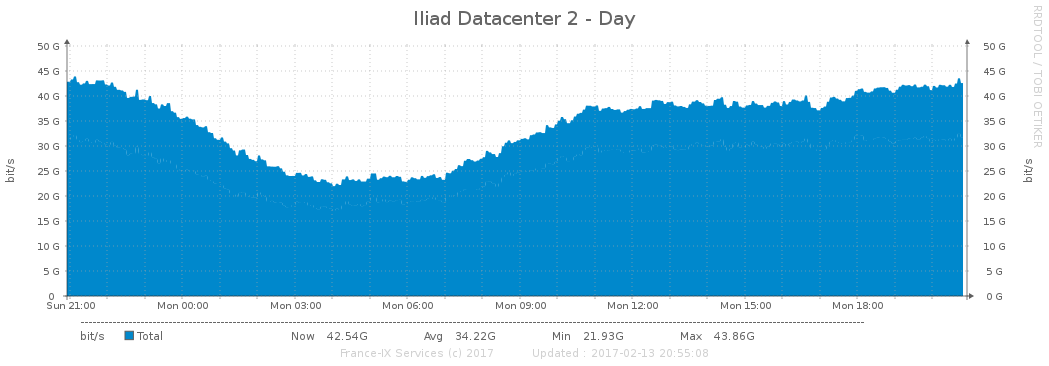 Iliad Datacenter 2 - Day
RRDTOOL / TOBI OETIKER
50 G 50 G
45 G 45 G
40 G 40 G
35 G 35 G
30 G 30 G
25 G 25 G
20 G 20 G
15 G 15 G
10 G 10 G
5 G 5 G
0 0 G
bit/s bit/s
Sun 21:00 Mon 00:00 Mon 03:00 Mon 06:00 Mon 09:00 Mon 12:00 Mon 15:00 Mon 18:00
bit/s Total Now 42.54G Avg 34.22G Min 21.93G Max 43.86G
France-IX Services (c) 2017 Updated : 2017-02-13 20:55:08